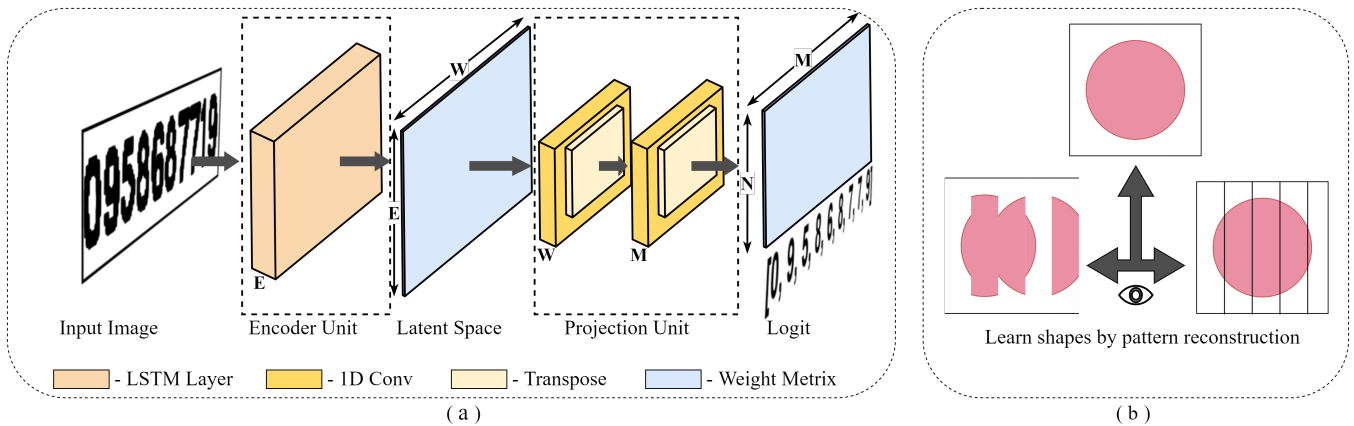 W
M
0958687719
E
N
E
W
M
[0, 9, 5, 8, 6, 8, 7, 7, 9]
Input Image
Encoder Unit
Latent Space
Projection Unit
Logit
- LSTM Layer
- 1D Conv
- Transpose
- Weight Metrix
( a )
Learn shapes by pattern reconstruction
( b )